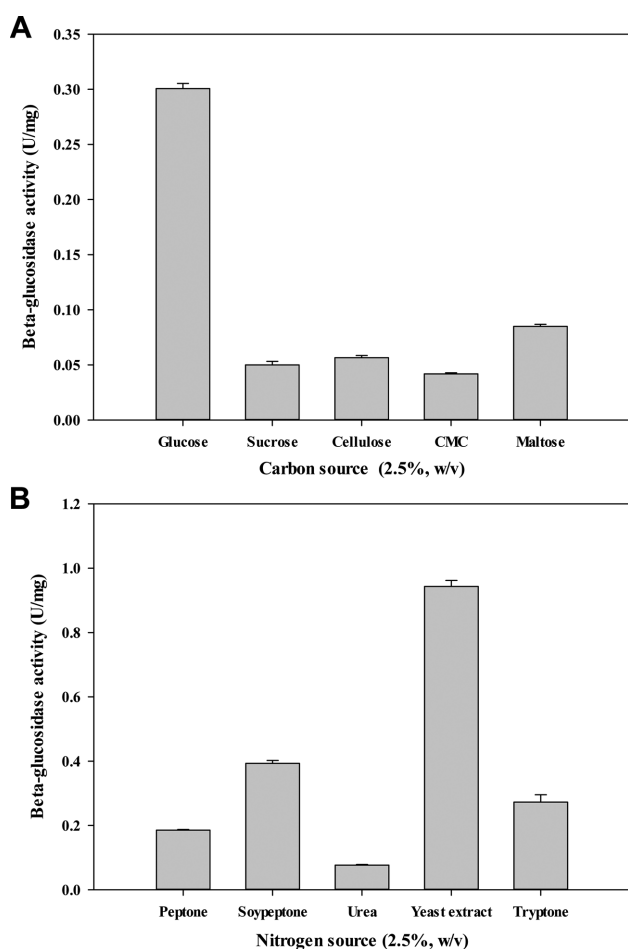 A
Beta-glucosidase activity (U/mg)
0.35
0.30
0.25
0.20
0.15
0.10
0.05
0.00
Glucose Sucrose Cellulose CMC Maltose
Carbon source (2.5%, w/v)
B
Beta-glucosidase activity (U/mg)
1.2
1.0
0.8
0.6
0.4
0.2
0.0
Peptone Soypeptone Urea Yeast extract Tryptone
Nitrogen source (2.5%, w/v)